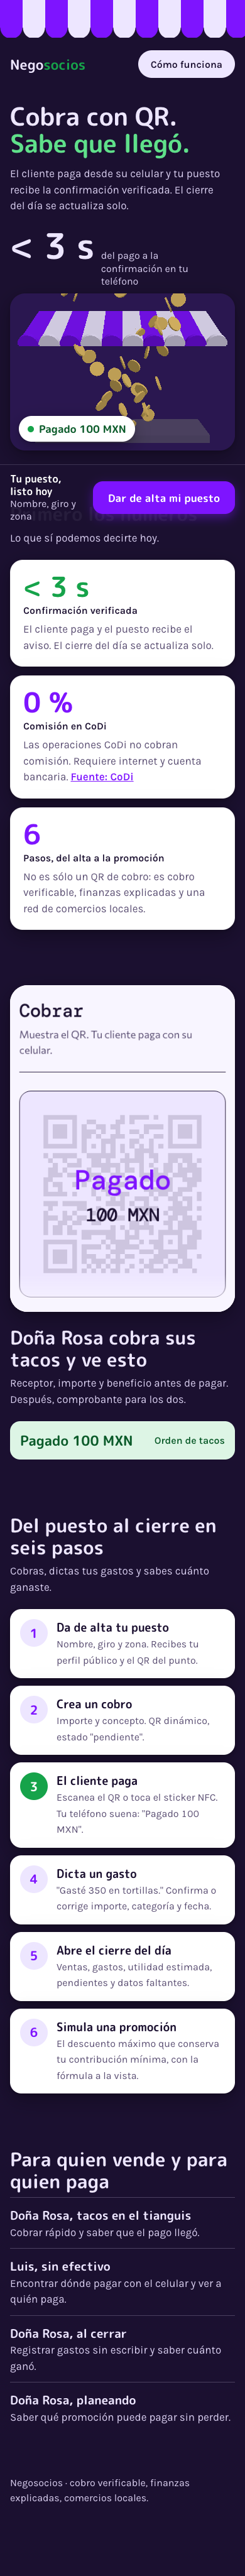 Negosocios
Cómo funciona
Cobra con QR.
Sabe que llegó.
El cliente paga desde su celular y tu puesto
recibe la confirmación verificada. El cierre
del día se actualiza solo.
< 3 s
del pago a la
confirmación en tu
teléfono
Pagado 100 MXN
Tu puesto,
listo hoy
Nombre, giro y
zona
Dar de alta mi puesto
Lo que sí podemos decirte hoy.
< 3 s
Confirmación verificada
El cliente paga y el puesto recibe el
aviso. El cierre del día se actualiza solo.
0 %
Comisión en CoDi
Las operaciones CoDi no cobran
comisión. Requiere internet y cuenta
bancaria. Fuente: CoDi
6
Pasos, del alta a la promoción
No es sólo un QR de cobro: es cobro
verificable, finanzas explicadas y una
red de comercios locales.
Cobrar
Muestra el QR. Tu cliente paga con su
celular.
Pagado
100 MXN
Doña Rosa cobra sus
tacos y ve esto
Receptor, importe y beneficio antes de pagar.
Después, comprobante para los dos.
Pagado 100 MXN
Orden de tacos
Del puesto al cierre en
seis pasos
Cobras, dictas tus gastos y sabes cuánto
ganaste.
1
Da de alta tu puesto
Nombre, giro y zona. Recibes tu
perfil público y el QR del punto.
2
Crea un cobro
Importe y concepto. QR dinámico,
estado "pendiente".
3
El cliente paga
Escanea el QR o toca el sticker NFC.
Tu teléfono suena: "Pagado 100
MXN".
4
Dicta un gasto
"Gasté 350 en tortillas." Confirma o
corrige importe, categoría y fecha.
5
Abre el cierre del día
Ventas, gastos, utilidad estimada,
pendientes y datos faltantes.
6
Simula una promoción
El descuento máximo que conserva
tu contribución mínima, con la
fórmula a la vista.
Para quien vende y para
quien paga
Doña Rosa, tacos en el tianguis
Cobrar rápido y saber que el pago llegó.
Luis, sin efectivo
Encontrar dónde pagar con el celular y ver a
quién paga.
Doña Rosa, al cerrar
Registrar gastos sin escribir y saber cuánto
ganó.
Doña Rosa, planeando
Saber qué promoción puede pagar sin perder.
Negosocios · cobro verificable, finanzas
explicadas, comercios locales.